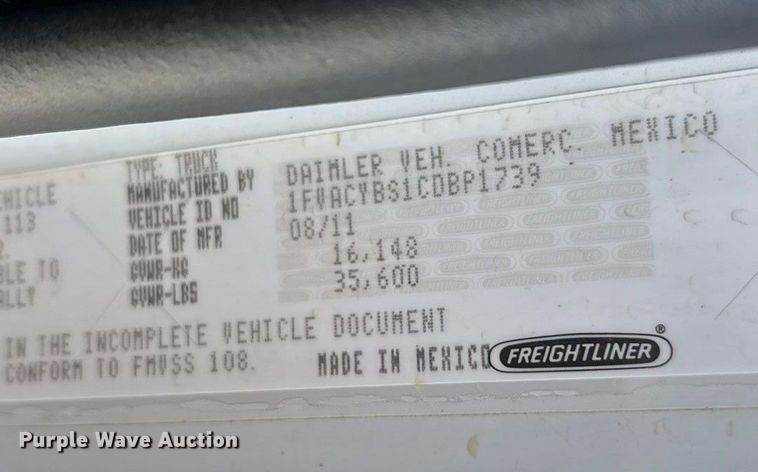 TYPE: TRUCK
MANUFACTURED BY DAIMLER VEH. COMERC. MEXICO
VEHICLE ID NO 1FVACYBS1CDBP1739
DATE OF MFR 08/11
113
GVWR-KG 16,148
BLE TO
GVWR-LBS 35,600
ALLY
IN THE INCOMPLETE VEHICLE DOCUMENT
CONFORM TO FMVSS 108. MADE IN MEXICO FREIGHTLINER ®
Purple Wave Auction